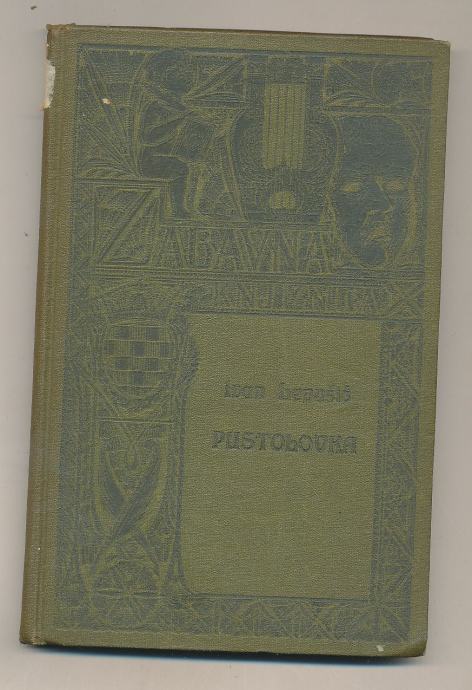 ZABAVNA
KNJIŽNICA
Ivan Lepušić
PUSTOLOVKA